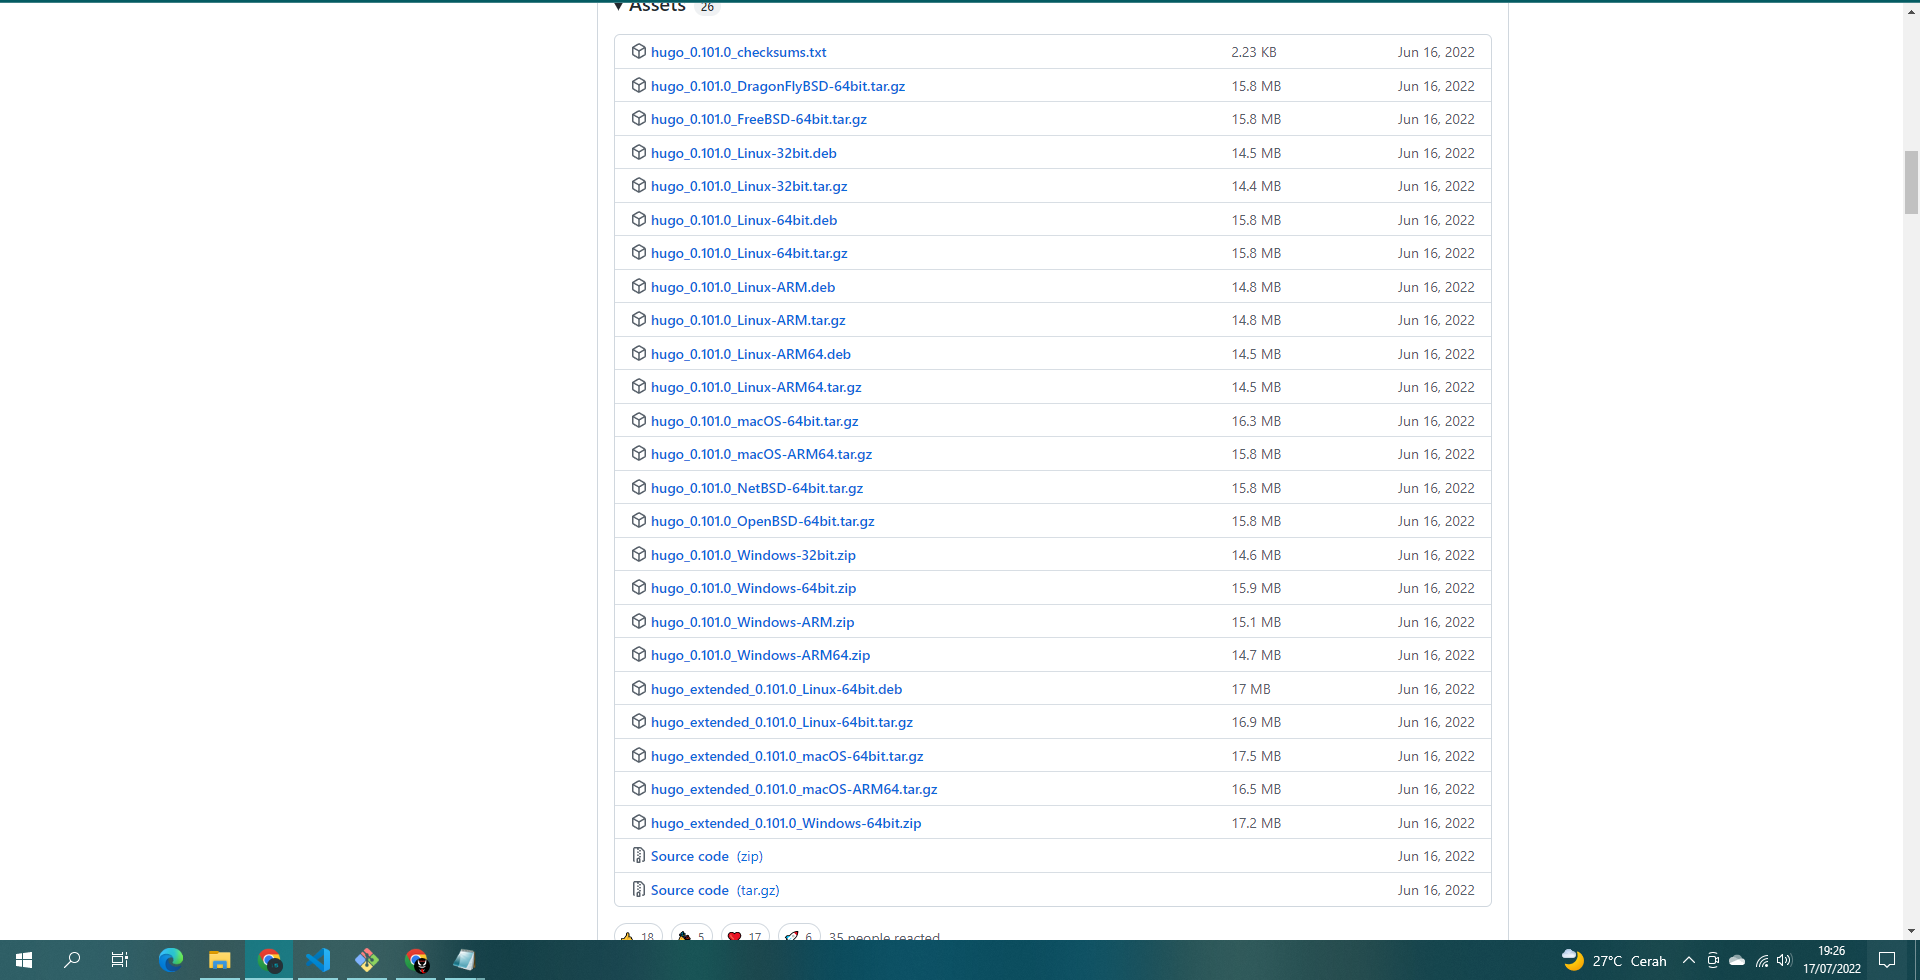 Assets 26
hugo_0.101.0_checksums.txt 2.23 KB Jun 16, 2022
hugo_0.101.0_DragonFlyBSD-64bit.tar.gz 15.8 MB Jun 16, 2022
hugo_0.101.0_FreeBSD-64bit.tar.gz 15.8 MB Jun 16, 2022
hugo_0.101.0_Linux-32bit.deb 14.5 MB Jun 16, 2022
hugo_0.101.0_Linux-32bit.tar.gz 14.4 MB Jun 16, 2022
hugo_0.101.0_Linux-64bit.deb 15.8 MB Jun 16, 2022
hugo_0.101.0_Linux-64bit.tar.gz 15.8 MB Jun 16, 2022
hugo_0.101.0_Linux-ARM.deb 14.8 MB Jun 16, 2022
hugo_0.101.0_Linux-ARM.tar.gz 14.8 MB Jun 16, 2022
hugo_0.101.0_Linux-ARM64.deb 14.5 MB Jun 16, 2022
hugo_0.101.0_Linux-ARM64.tar.gz 14.5 MB Jun 16, 2022
hugo_0.101.0_macOS-64bit.tar.gz 16.3 MB Jun 16, 2022
hugo_0.101.0_macOS-ARM64.tar.gz 15.8 MB Jun 16, 2022
hugo_0.101.0_NetBSD-64bit.tar.gz 15.8 MB Jun 16, 2022
hugo_0.101.0_OpenBSD-64bit.tar.gz 15.8 MB Jun 16, 2022
hugo_0.101.0_Windows-32bit.zip 14.6 MB Jun 16, 2022
hugo_0.101.0_Windows-64bit.zip 15.9 MB Jun 16, 2022
hugo_0.101.0_Windows-ARM.zip 15.1 MB Jun 16, 2022
hugo_0.101.0_Windows-ARM64.zip 14.7 MB Jun 16, 2022
hugo_extended_0.101.0_Linux-64bit.deb 17 MB Jun 16, 2022
hugo_extended_0.101.0_Linux-64bit.tar.gz 16.9 MB Jun 16, 2022
hugo_extended_0.101.0_macOS-64bit.tar.gz 17.5 MB Jun 16, 2022
hugo_extended_0.101.0_macOS-ARM64.tar.gz 16.5 MB Jun 16, 2022
hugo_extended_0.101.0_Windows-64bit.zip 17.2 MB Jun 16, 2022
Source code (zip) Jun 16, 2022
Source code (tar.gz) Jun 16, 2022
18 5 17 6 35 people reacted
27°C Cerah
19:26
17/07/2022